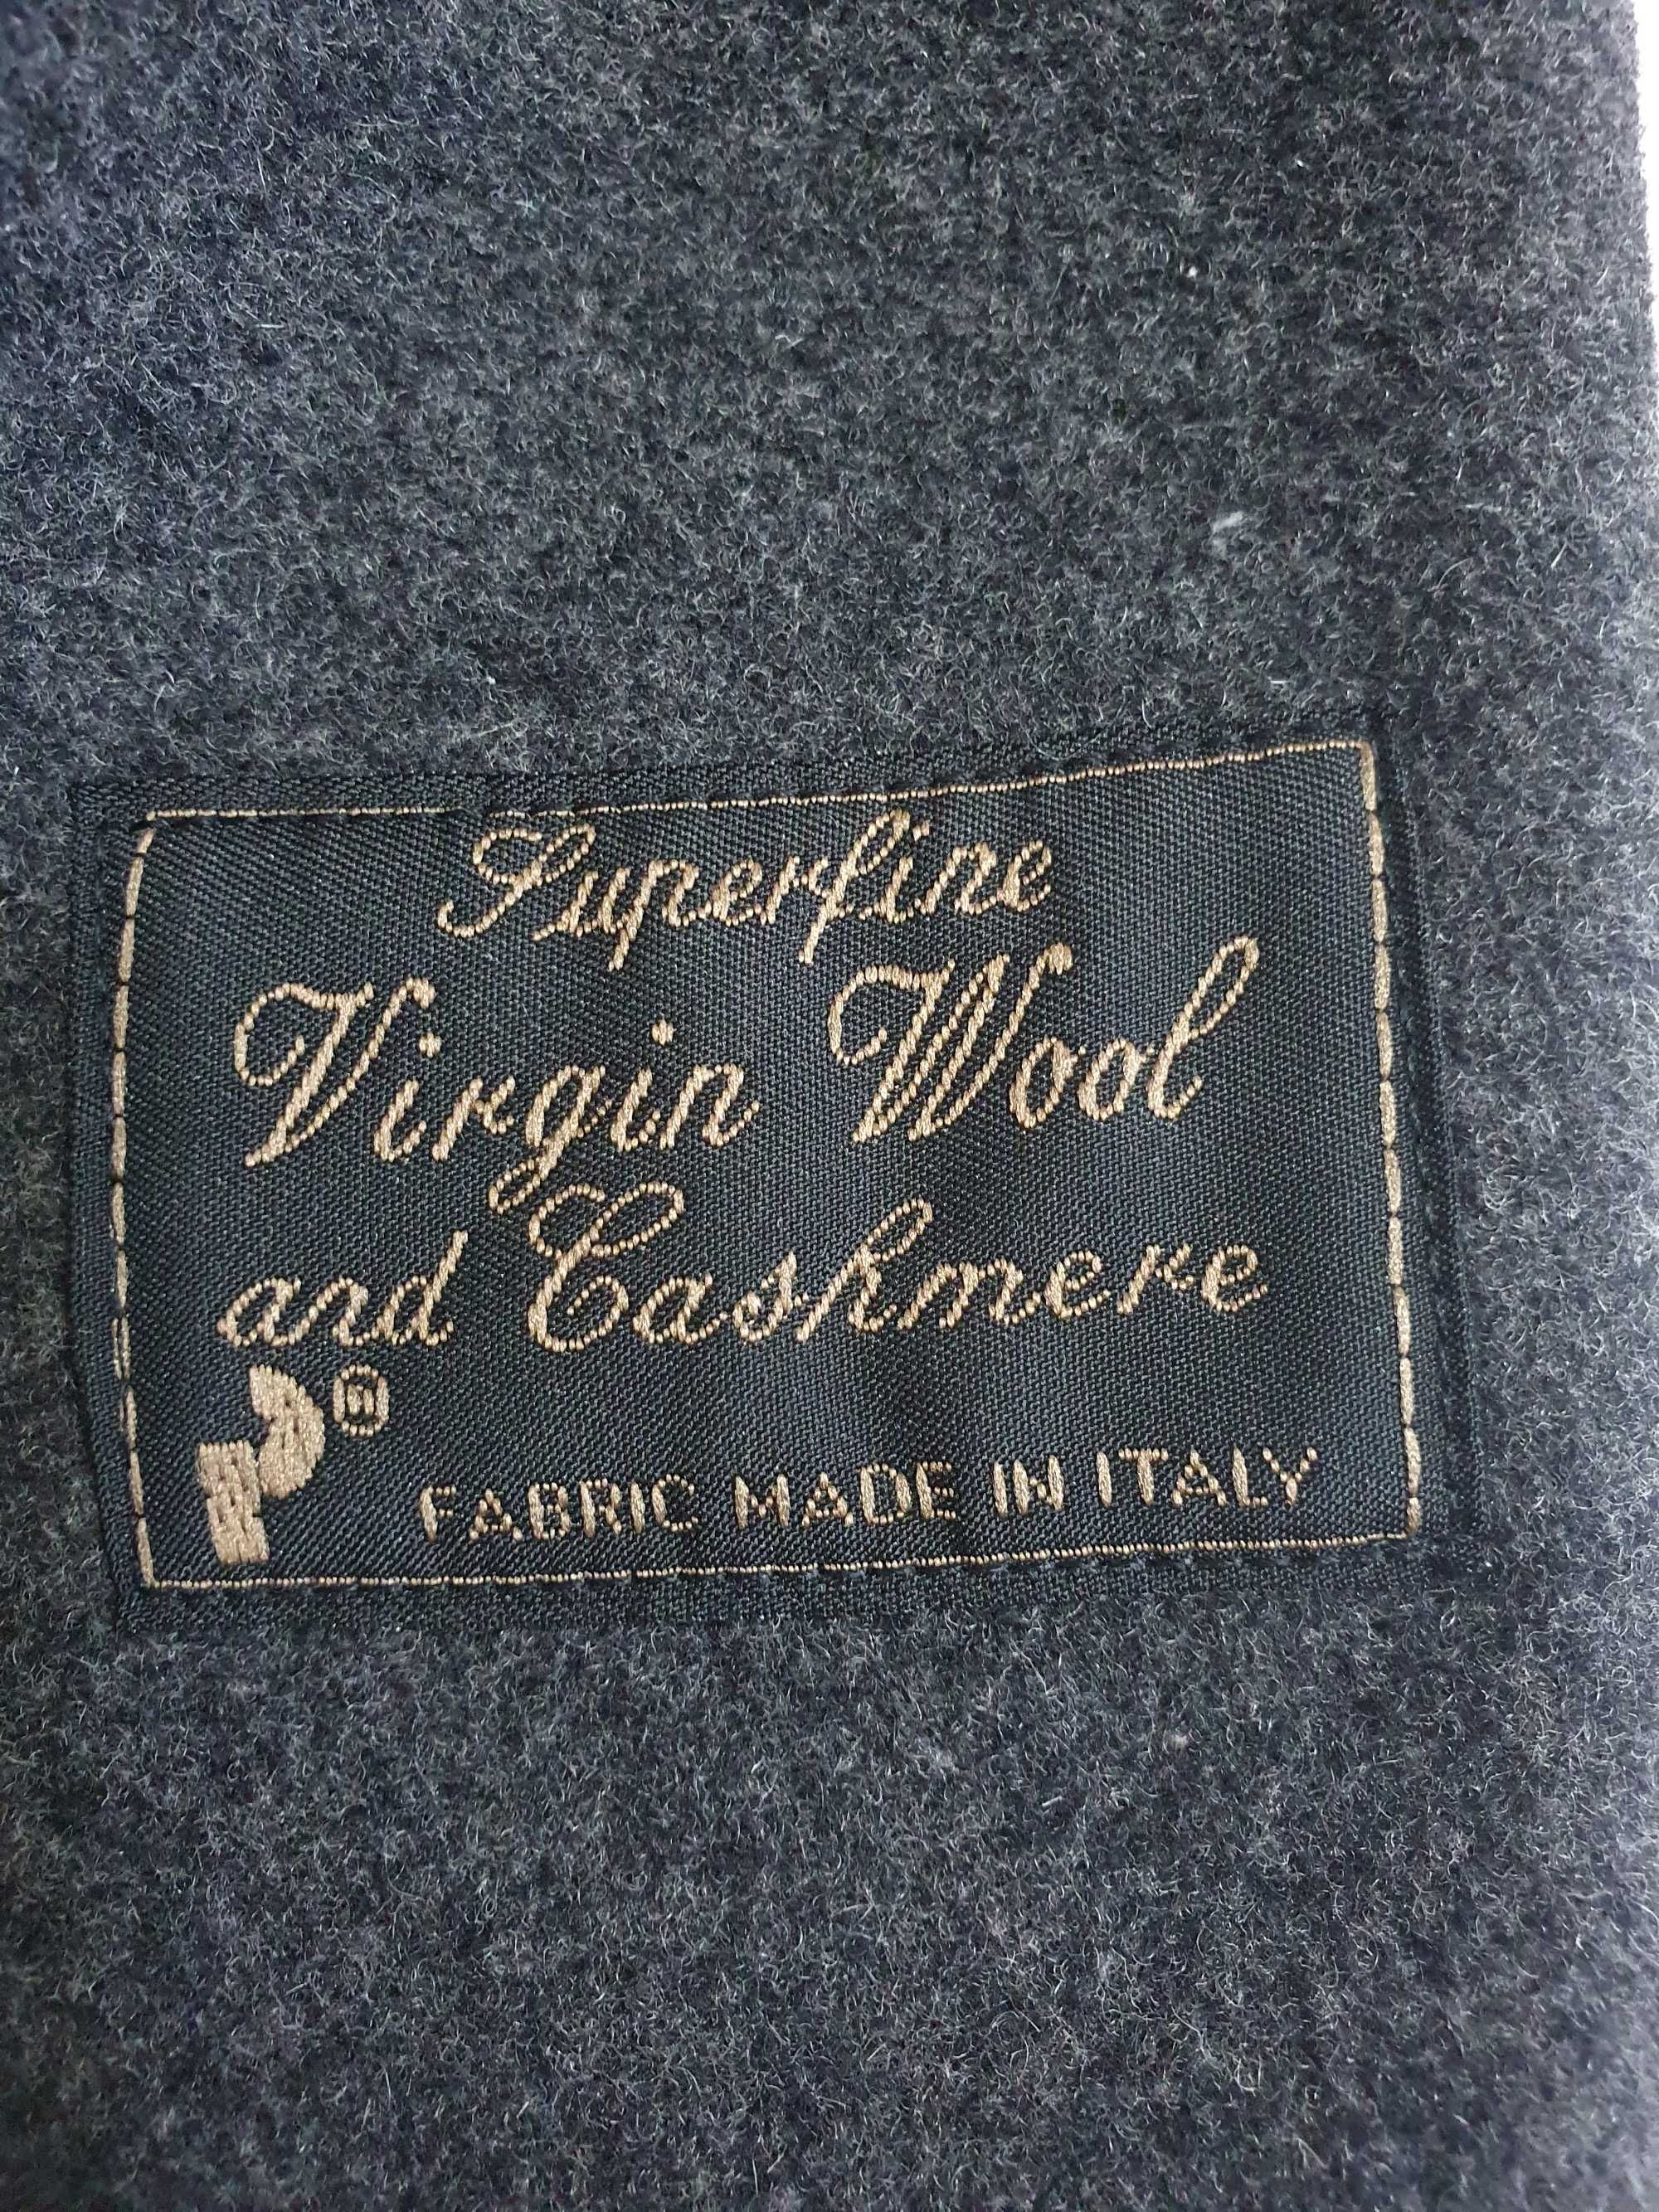 Superfine
Virgin Wool
and Cashmere
®
FABRIC MADE IN ITALY